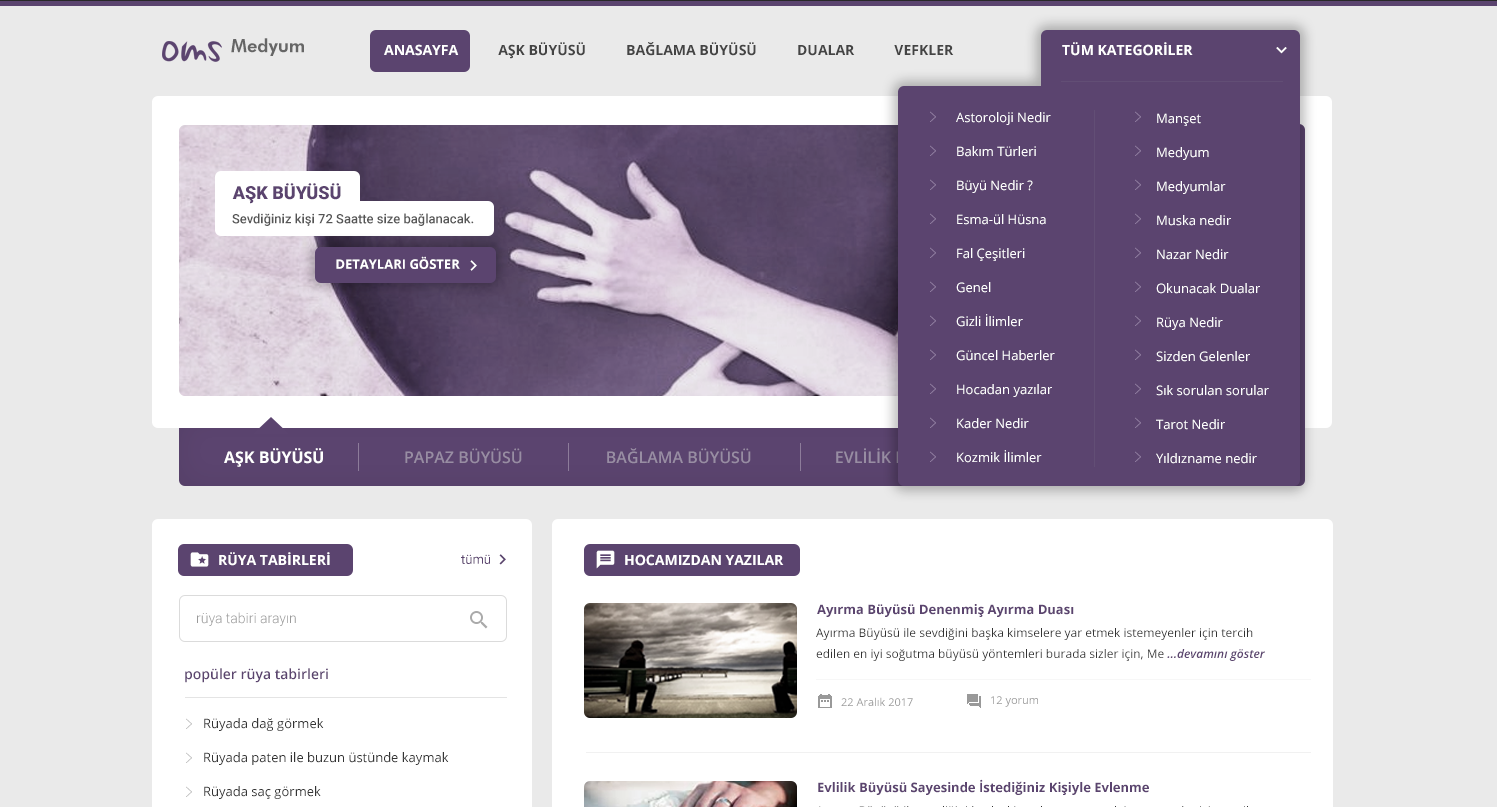 oms Medyum
ANASAYFA
AŞK BÜYÜSÜ
BAĞLAMA BÜYÜSÜ
DUALAR
VEFKLER
TÜM KATEGORİLER
Astoroloji Nedir
Bakım Türleri
Büyü Nedir ?
Esma-ül Hüsna
Fal Çeşitleri
Genel
Gizli İlimler
Güncel Haberler
Hocadan yazılar
Kader Nedir
Kozmik İlimler
Manşet
Medyum
Medyumlar
Muska nedir
Nazar Nedir
Okunacak Dualar
Rüya Nedir
Sizden Gelenler
Sık sorulan sorular
Tarot Nedir
Yıldızname nedir
AŞK BÜYÜSÜ
Sevdiğiniz kişi 72 Saatte size bağlanacak.
DETAYLARI GÖSTER
AŞK BÜYÜSÜ
PAPAZ BÜYÜSÜ
BAĞLAMA BÜYÜSÜ
EVLİLİK
RÜYA TABİRLERİ
tümü
rüya tabiri arayın
popüler rüya tabirleri
Rüyada dağ görmek
Rüyada paten ile buzun üstünde kaymak
Rüyada saç görmek
HOCAMIZDAN YAZILAR
Ayırma Büyüsü Denenmiş Ayırma Duası
Ayırma Büyüsü ile sevdiğini başka kimselere yar etmek istemeyenler için tercih
edilen en iyi soğutma büyüsü yöntemleri burada sizler için, Me ...devamını göster
22 Aralık 2017
12 yorum
Evlilik Büyüsü Sayesinde İstediğiniz Kişiyle Evlenme